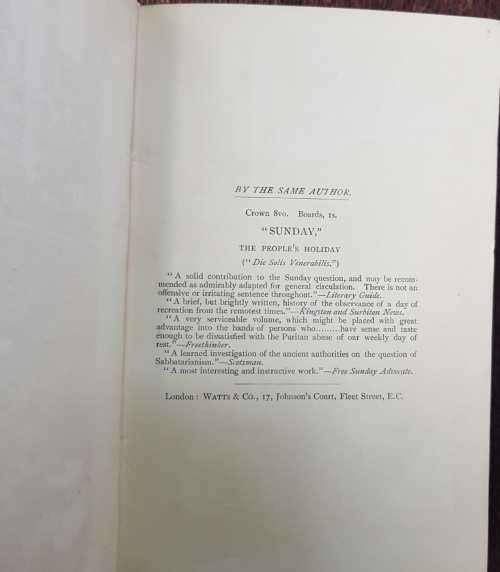 BY THE SAME AUTHOR.
Crown 8vo. Boards, 1s.
"SUNDAY,"
THE PEOPLE'S HOLIDAY
("Die Solis Venerabilis.")
"A solid contribution to the Sunday question, and may be recom-
mended as admirably adapted for general circulation. There is not an
offensive or irritating sentence throughout."—Literary Guide.
"A brief, but brightly written, history of the observance of a day of
recreation from the remotest times."—Kingston and Surbiton News.
"A very serviceable volume, which might be placed with great
advantage into the hands of persons who.........have sense and taste
enough to be dissatisfied with the Puritan abuse of our weekly day of
rest."—Freethinker.
"A learned investigation of the ancient authorities on the question of
Sabbatarianism."—Scotsman.
"A most interesting and instructive work."—Free Sunday Advocate.
London: WATTS & CO., 17, Johnson's Court, Fleet Street, E.C.